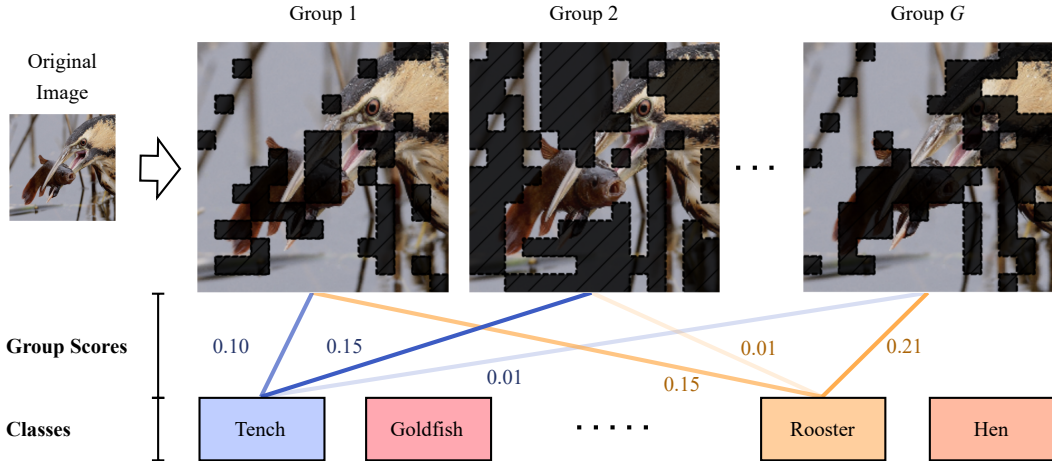 Group 1
Group 2
Group G
Original
Image
. . .
Group Scores
0.10
0.15
0.01
0.15
0.01
0.21
Classes
Tench
Goldfish
. . . . .
Rooster
Hen